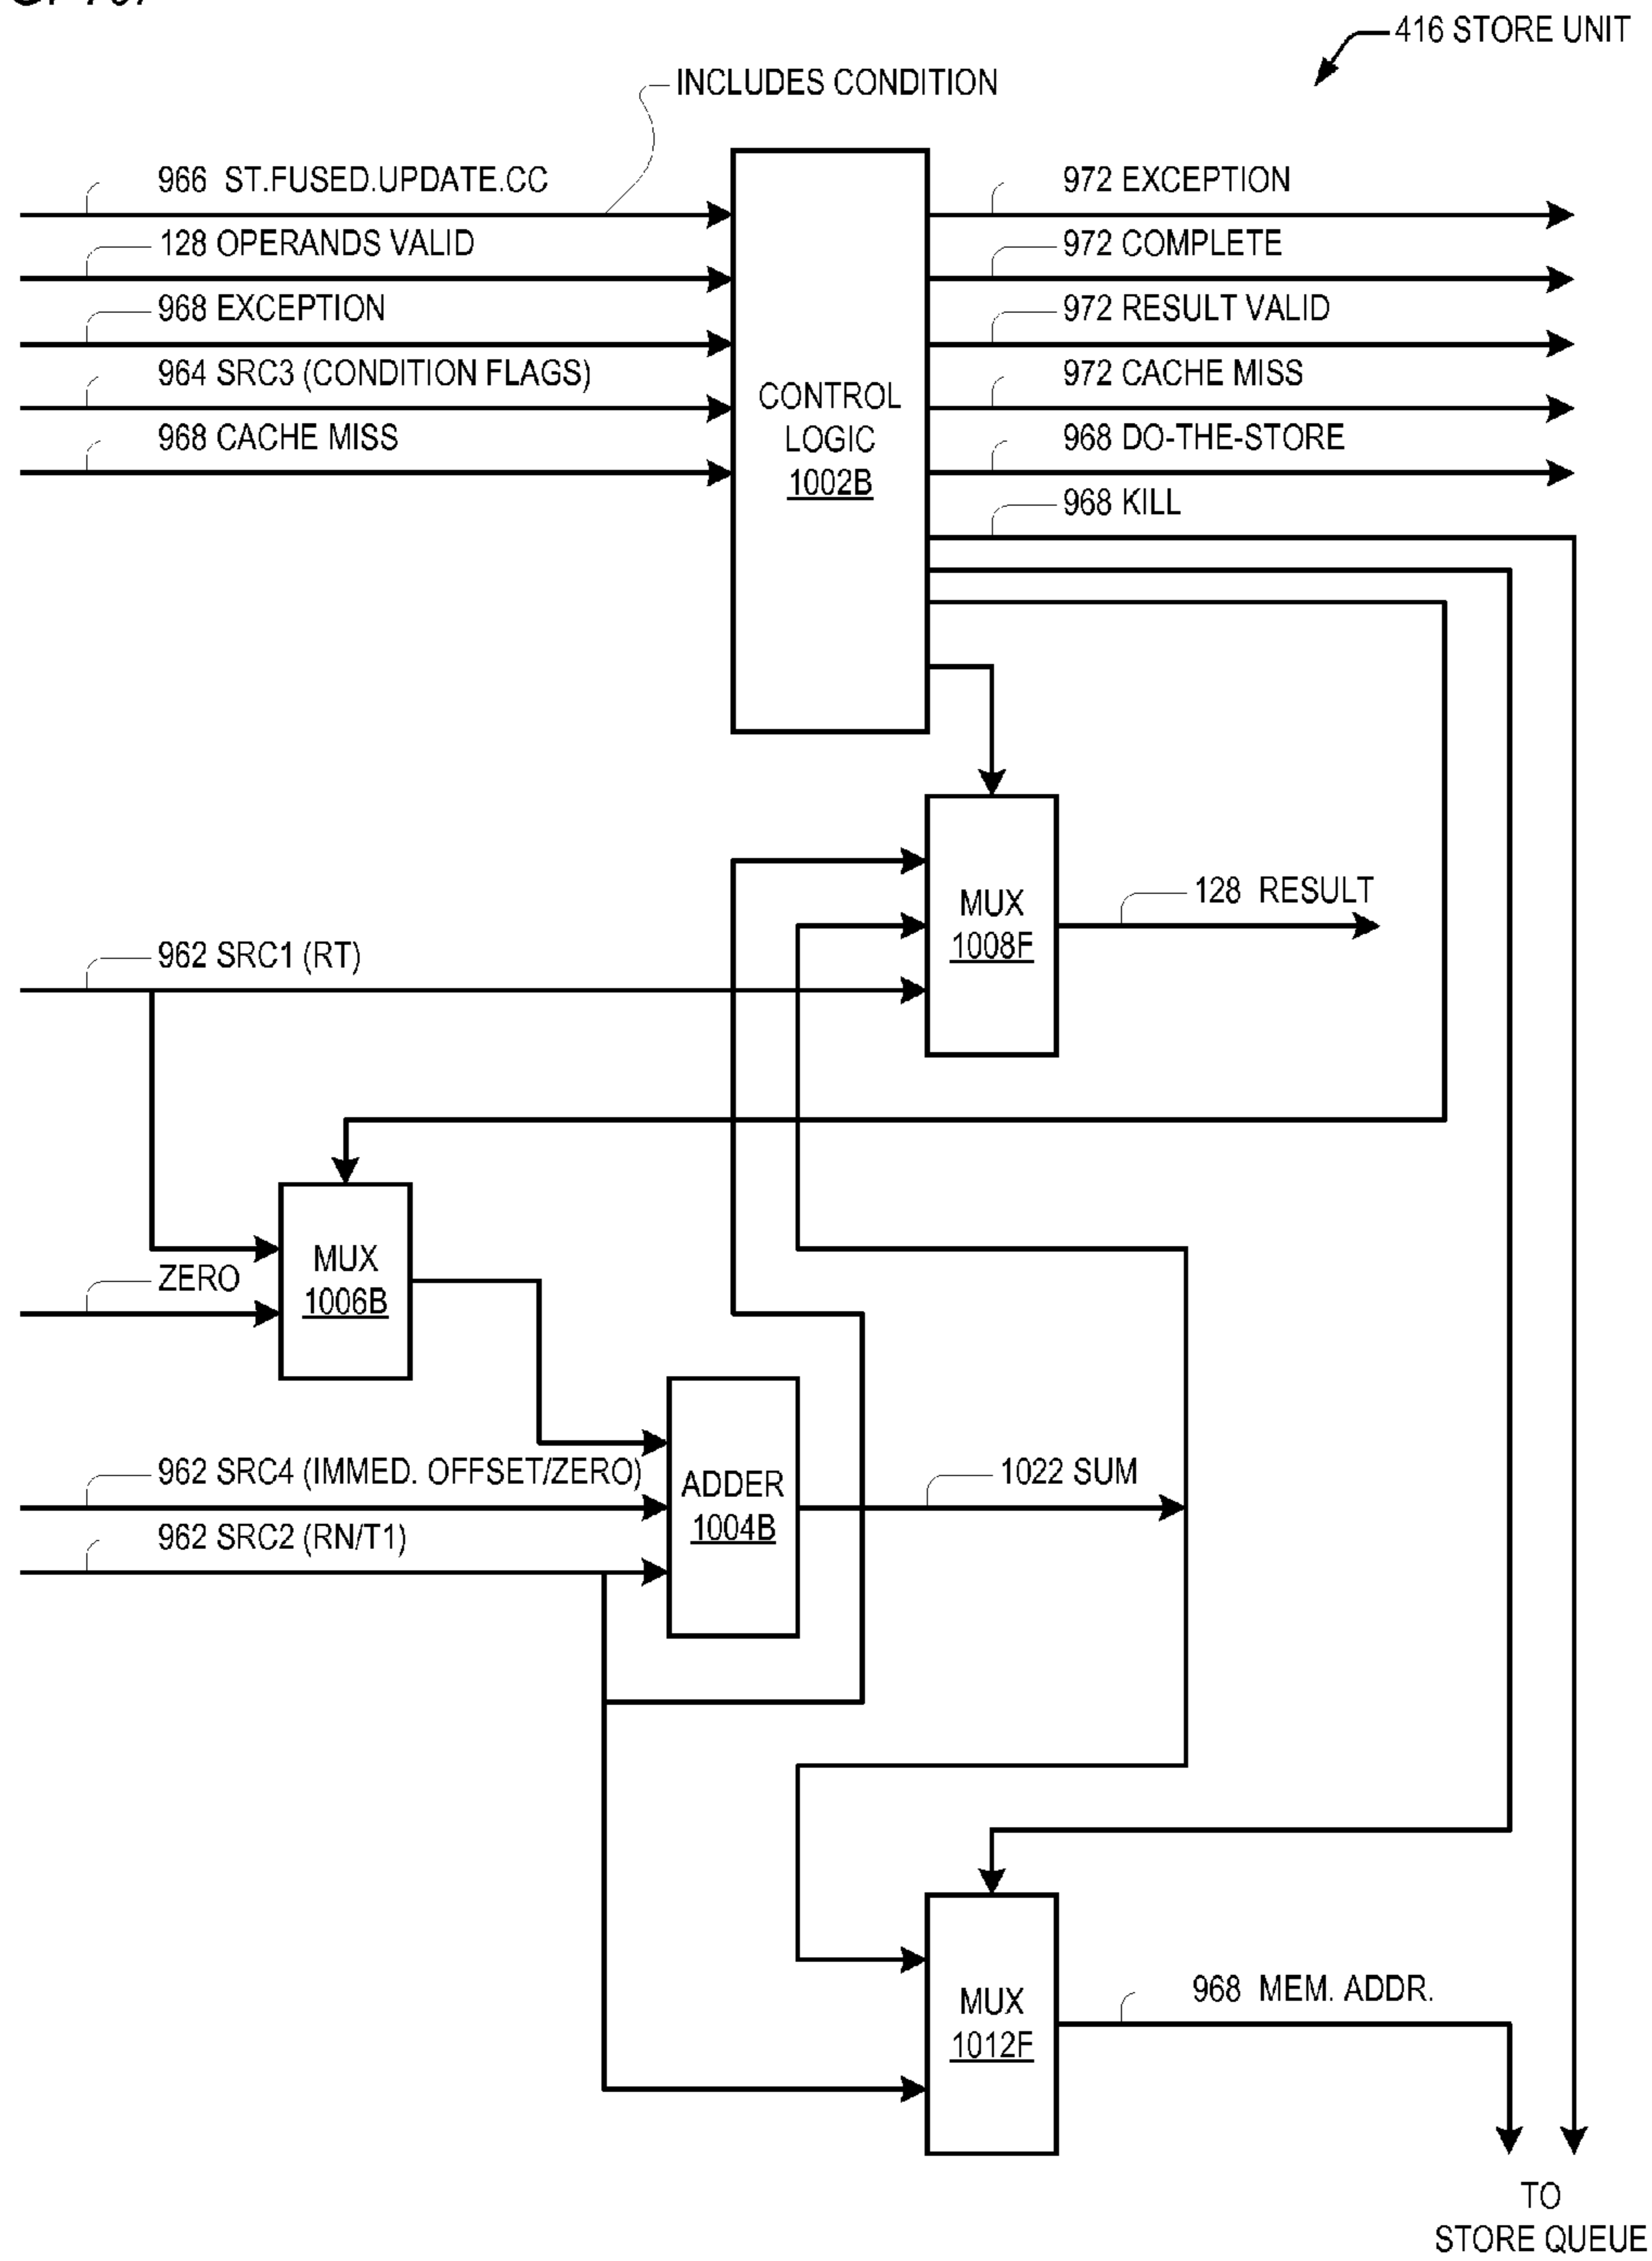 416 STORE UNIT
INCLUDES CONDITION
966 ST.FUSED.UPDATE.CC
128 OPERANDS VALID
968 EXCEPTION
964 SRC3 (CONDITION FLAGS)
968 CACHE MISS
CONTROL
LOGIC
1002B
972 EXCEPTION
972 COMPLETE
972 RESULT VALID
972 CACHE MISS
968 DO-THE-STORE
968 KILL
MUX
1008F
128 RESULT
962 SRC1 (RT)
MUX
1006B
ZERO
962 SRC4 (IMMED. OFFSET/ZERO)
962 SRC2 (RN/T1)
ADDER
1004B
1022 SUM
MUX
1012F
968 MEM. ADDR.
TO
STORE QUEUE